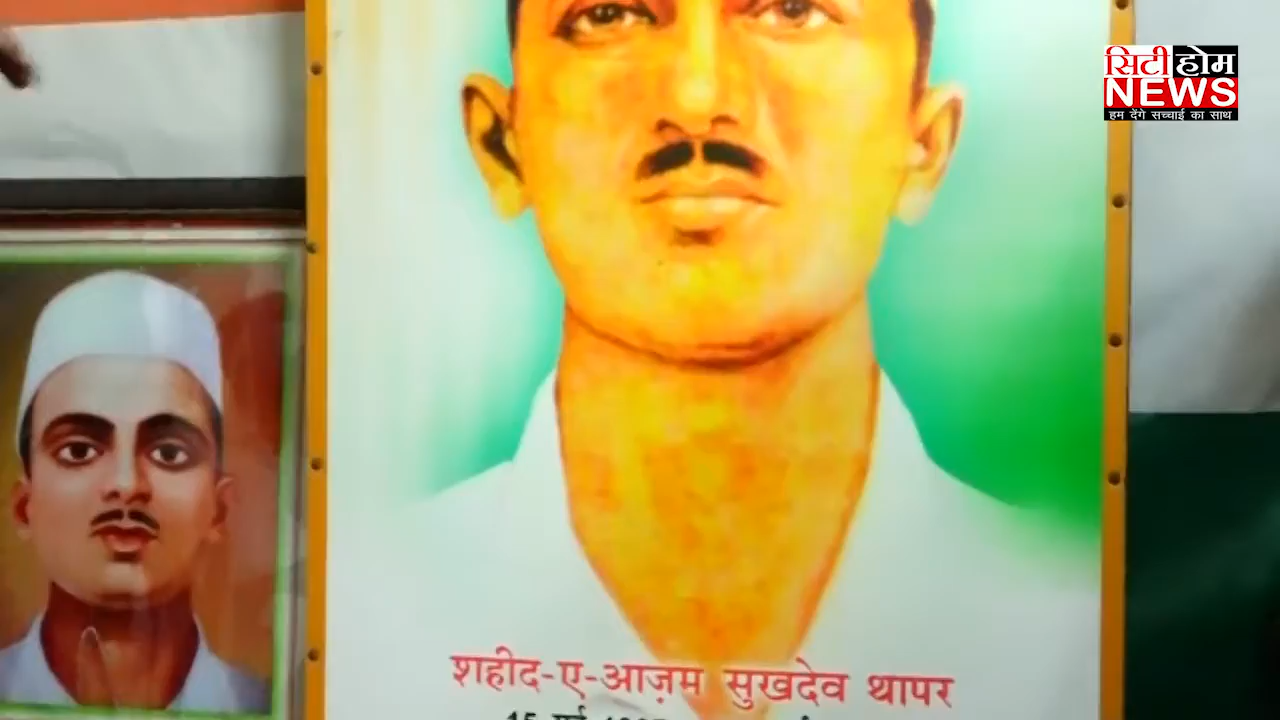 सिटी होम
NEWS
हम देंगे सच्चाई का साथ
शहीद-ए-आज़म सुखदेव थापर